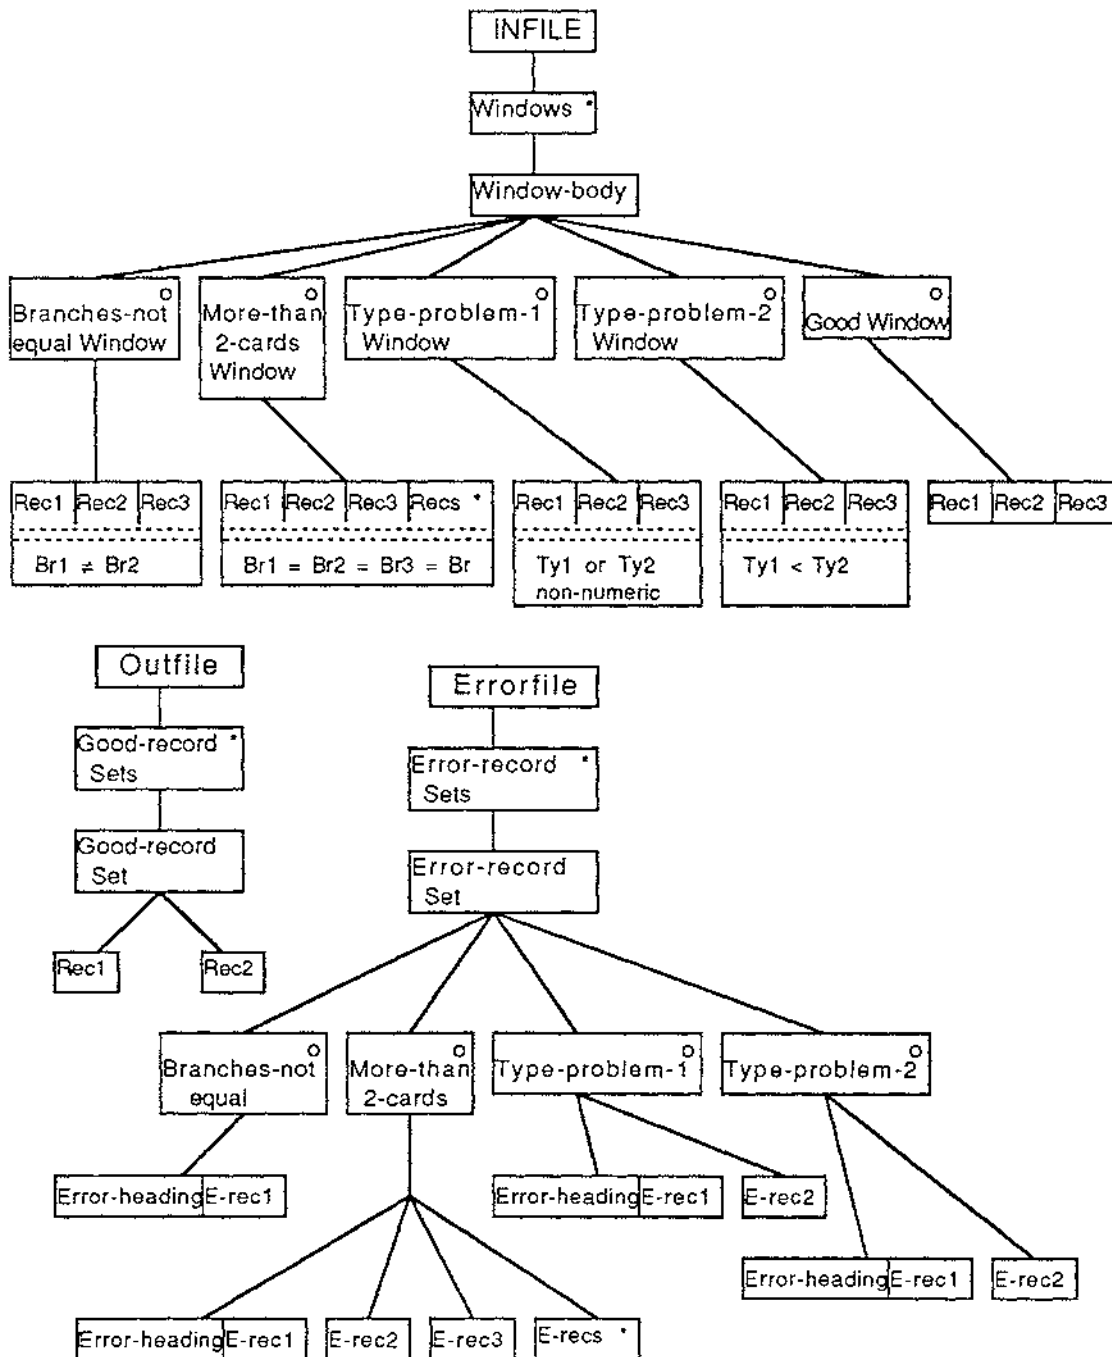 INFILE
Windows *
Window-body
Branches-not
equal Window
More-than
2-cards
Window
Type-problem-1
Window
Type-problem-2
Window
Good Window
Rec1 Rec2 Rec3
Br1 ≠ Br2
Rec1 Rec2 Rec3 Recs *
Br1 = Br2 = Br3 = Br
Rec1 Rec2 Rec3
Ty1 or Ty2
non-numeric
Rec1 Rec2 Rec3
Ty1 < Ty2
Rec1 Rec2 Rec3
Outfile
Good-record *
Sets
Good-record
Set
Rec1
Rec2
Errorfile
Error-record *
Sets
Error-record
Set
Branches-not
equal
More-than
2-cards
Type-problem-1
Type-problem-2
Error-heading E-rec1
Error-heading E-rec1
E-rec2
Error-heading E-rec1
E-rec2
Error-heading E-rec1
E-rec2
E-rec3
E-recs *